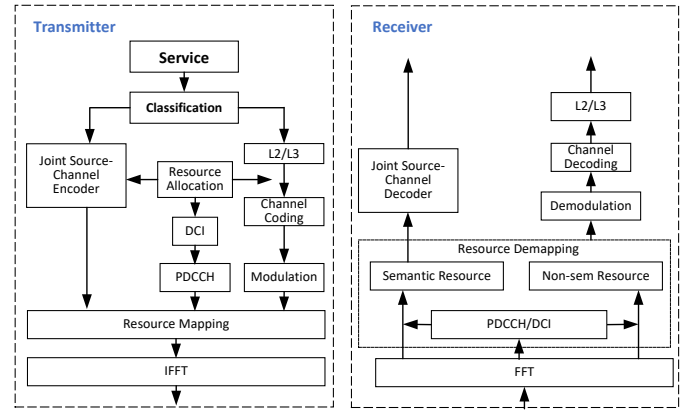 Transmitter
Service
Classification
Joint Source-
Channel
Encoder
Resource
Allocation
L2/L3
Channel
Coding
DCI
PDCCH
Modulation
Resource Mapping
IFFT
Receiver
L2/L3
Channel
Decoding
Joint Source-
Channel
Decoder
Demodulation
Resource Demapping
Semantic Resource
Non-sem Resource
PDCCH/DCI
FFT